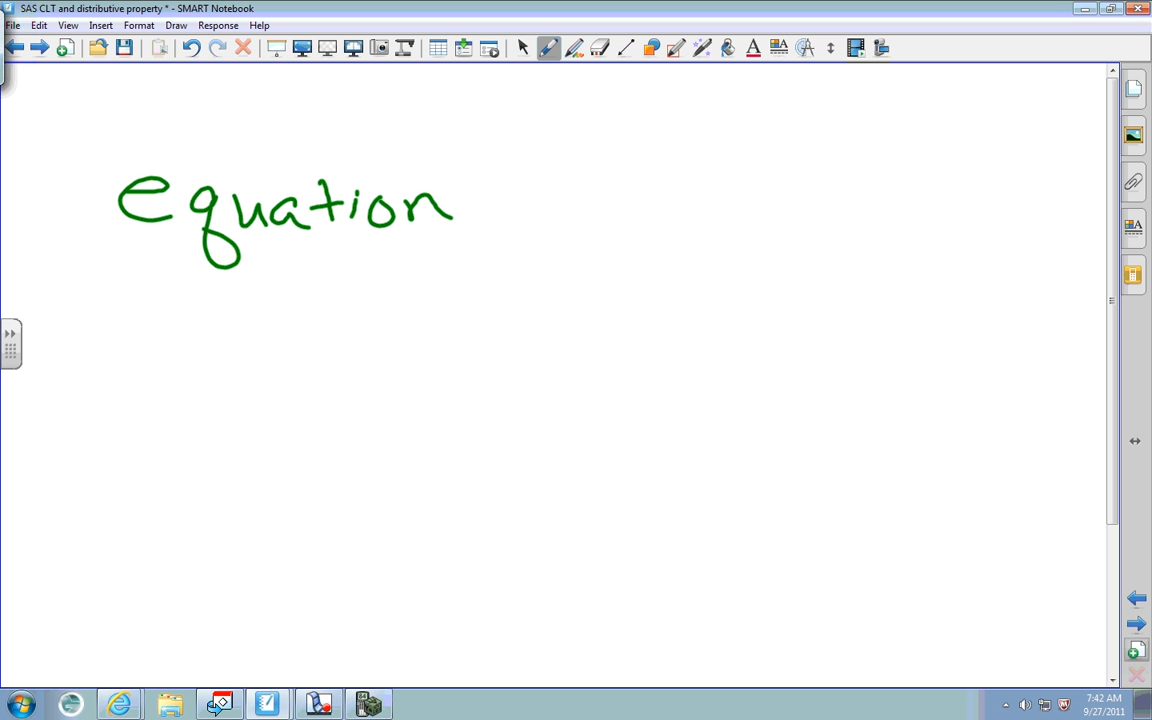 SAS CLT and distributive property * - SMART Notebook
File Edit View Insert Format Draw Response Help
equation
7:42 AM
9/27/2011